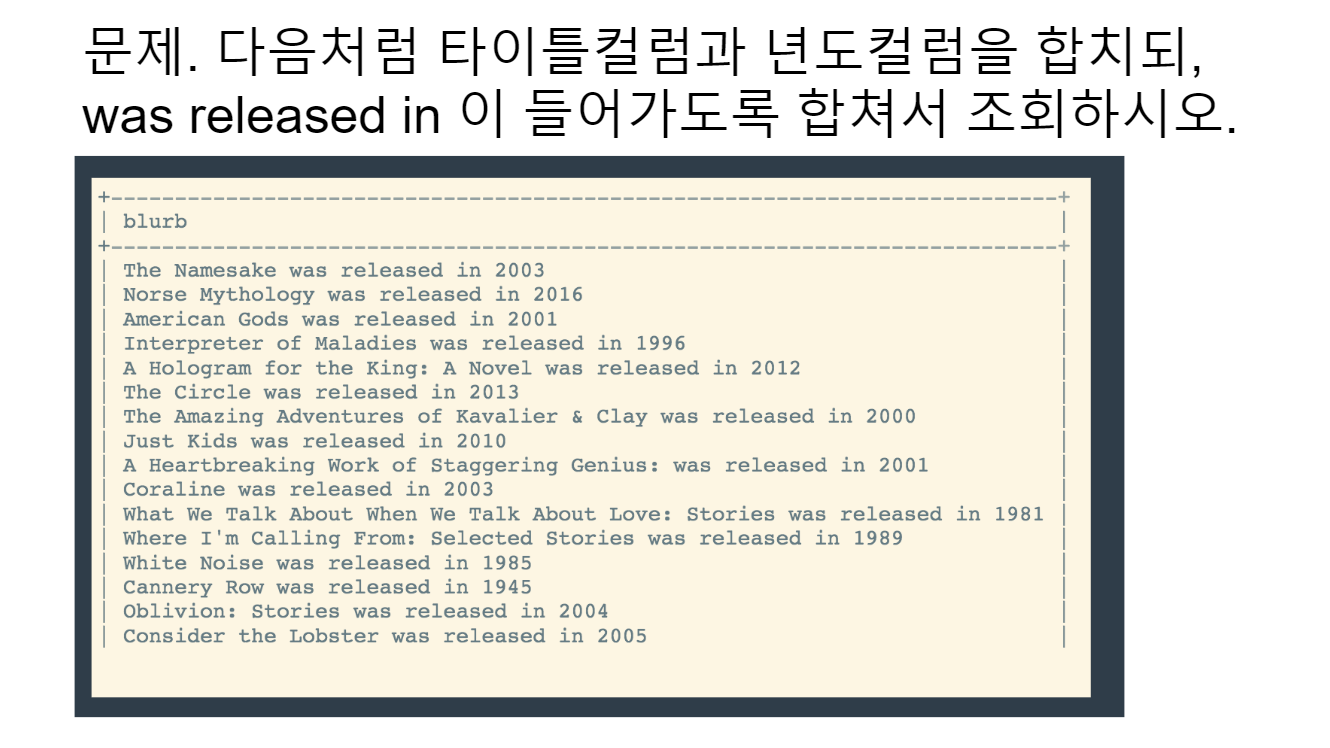 문제. 다음처럼 타이틀컬럼과 년도컬럼을 합치되,
was released in 이 들어가도록 합쳐서 조회하시오.
+--------------------------------------------------------------------------+
| blurb |
+--------------------------------------------------------------------------+
| The Namesake was released in 2003 |
| Norse Mythology was released in 2016 |
| American Gods was released in 2001 |
| Interpreter of Maladies was released in 1996 |
| A Hologram for the King: A Novel was released in 2012 |
| The Circle was released in 2013 |
| The Amazing Adventures of Kavalier & Clay was released in 2000 |
| Just Kids was released in 2010 |
| A Heartbreaking Work of Staggering Genius: was released in 2001 |
| Coraline was released in 2003 |
| What We Talk About When We Talk About Love: Stories was released in 1981 |
| Where I'm Calling From: Selected Stories was released in 1989 |
| White Noise was released in 1985 |
| Cannery Row was released in 1945 |
| Oblivion: Stories was released in 2004 |
| Consider the Lobster was released in 2005 |